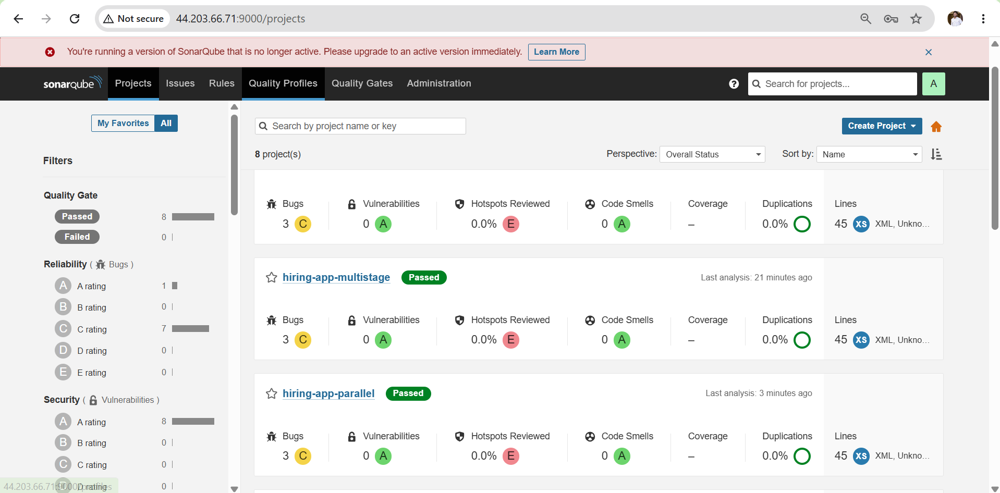 Not secure 44.203.66.71:9000/projects
You're running a version of SonarQube that is no longer active. Please upgrade to an active version immediately. Learn More
sonarqube Projects Issues Rules Quality Profiles Quality Gates Administration ? Search for projects... A
My Favorites All
Search by project name or key
Create Project
Filters
8 project(s)
Perspective: Overall Status
Sort by: Name
Quality Gate
Passed 8
Failed 0
Reliability ( Bugs )
A A rating 1
B B rating 0
C C rating 7
D D rating 0
E E rating 0
Security ( Vulnerabilities )
A A rating 8
B B rating 0
C C rating 0
D D rating 0
44.203.66.71:9000/profiles
Bugs Vulnerabilities Hotspots Reviewed Code Smells Coverage Duplications Lines
3 C 0 A 0.0% E 0 A – 0.0% 45 XS XML, Unkno...
hiring-app-multistage Passed Last analysis: 21 minutes ago
Bugs Vulnerabilities Hotspots Reviewed Code Smells Coverage Duplications Lines
3 C 0 A 0.0% E 0 A – 0.0% 45 XS XML, Unkno...
hiring-app-parallel Passed Last analysis: 3 minutes ago
Bugs Vulnerabilities Hotspots Reviewed Code Smells Coverage Duplications Lines
3 C 0 A 0.0% E 0 A – 0.0% 45 XS XML, Unkno...